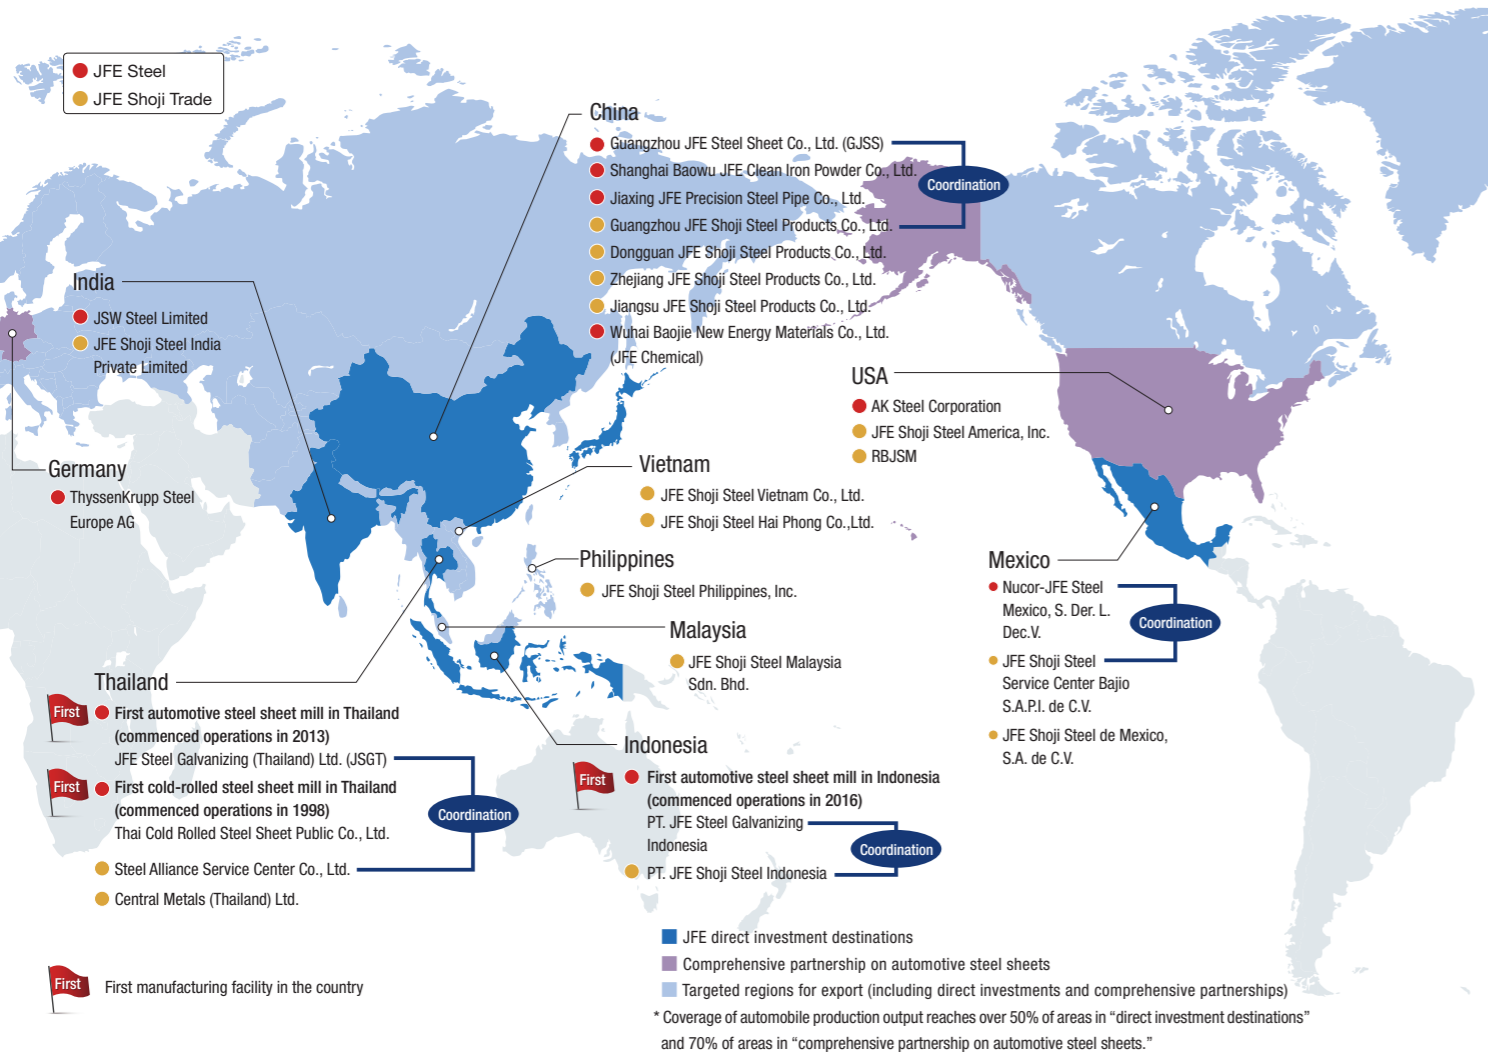 JFE Steel
JFE Shoji Trade
China
Guangzhou JFE Steel Sheet Co., Ltd. (GJSS)
Shanghai Baowu JFE Clean Iron Powder Co., Ltd.
Jiaxing JFE Precision Steel Pipe Co., Ltd.
Guangzhou JFE Shoji Steel Products Co., Ltd.
Dongguan JFE Shoji Steel Products Co., Ltd.
Zhejiang JFE Shoji Steel Products Co., Ltd.
Jiangsu JFE Shoji Steel Products Co., Ltd.
Wuhai Baojie New Energy Materials Co., Ltd.
(JFE Chemical)
Coordination
India
JSW Steel Limited
JFE Shoji Steel India
Private Limited
Germany
ThyssenKrupp Steel
Europe AG
USA
AK Steel Corporation
JFE Shoji Steel America, Inc.
RBJSM
Vietnam
JFE Shoji Steel Vietnam Co., Ltd.
JFE Shoji Steel Hai Phong Co.,Ltd.
Philippines
JFE Shoji Steel Philippines, Inc.
Malaysia
JFE Shoji Steel Malaysia
Sdn. Bhd.
Mexico
Nucor-JFE Steel
Mexico, S. Der. L.
Dec.V.
JFE Shoji Steel
Service Center Bajio
S.A.P.I. de C.V.
JFE Shoji Steel de Mexico,
S.A. de C.V.
Coordination
Thailand
First
First automotive steel sheet mill in Thailand
(commenced operations in 2013)
JFE Steel Galvanizing (Thailand) Ltd. (JSGT)
First
First cold-rolled steel sheet mill in Thailand
(commenced operations in 1998)
Thai Cold Rolled Steel Sheet Public Co., Ltd.
Steel Alliance Service Center Co., Ltd.
Central Metals (Thailand) Ltd.
Coordination
Indonesia
First
First automotive steel sheet mill in Indonesia
(commenced operations in 2016)
PT. JFE Steel Galvanizing
Indonesia
PT. JFE Shoji Steel Indonesia
Coordination
First
First manufacturing facility in the country
JFE direct investment destinations
Comprehensive partnership on automotive steel sheets
Targeted regions for export (including direct investments and comprehensive partnerships)
* Coverage of automobile production output reaches over 50% of areas in “direct investment destinations”
and 70% of areas in “comprehensive partnership on automotive steel sheets.”